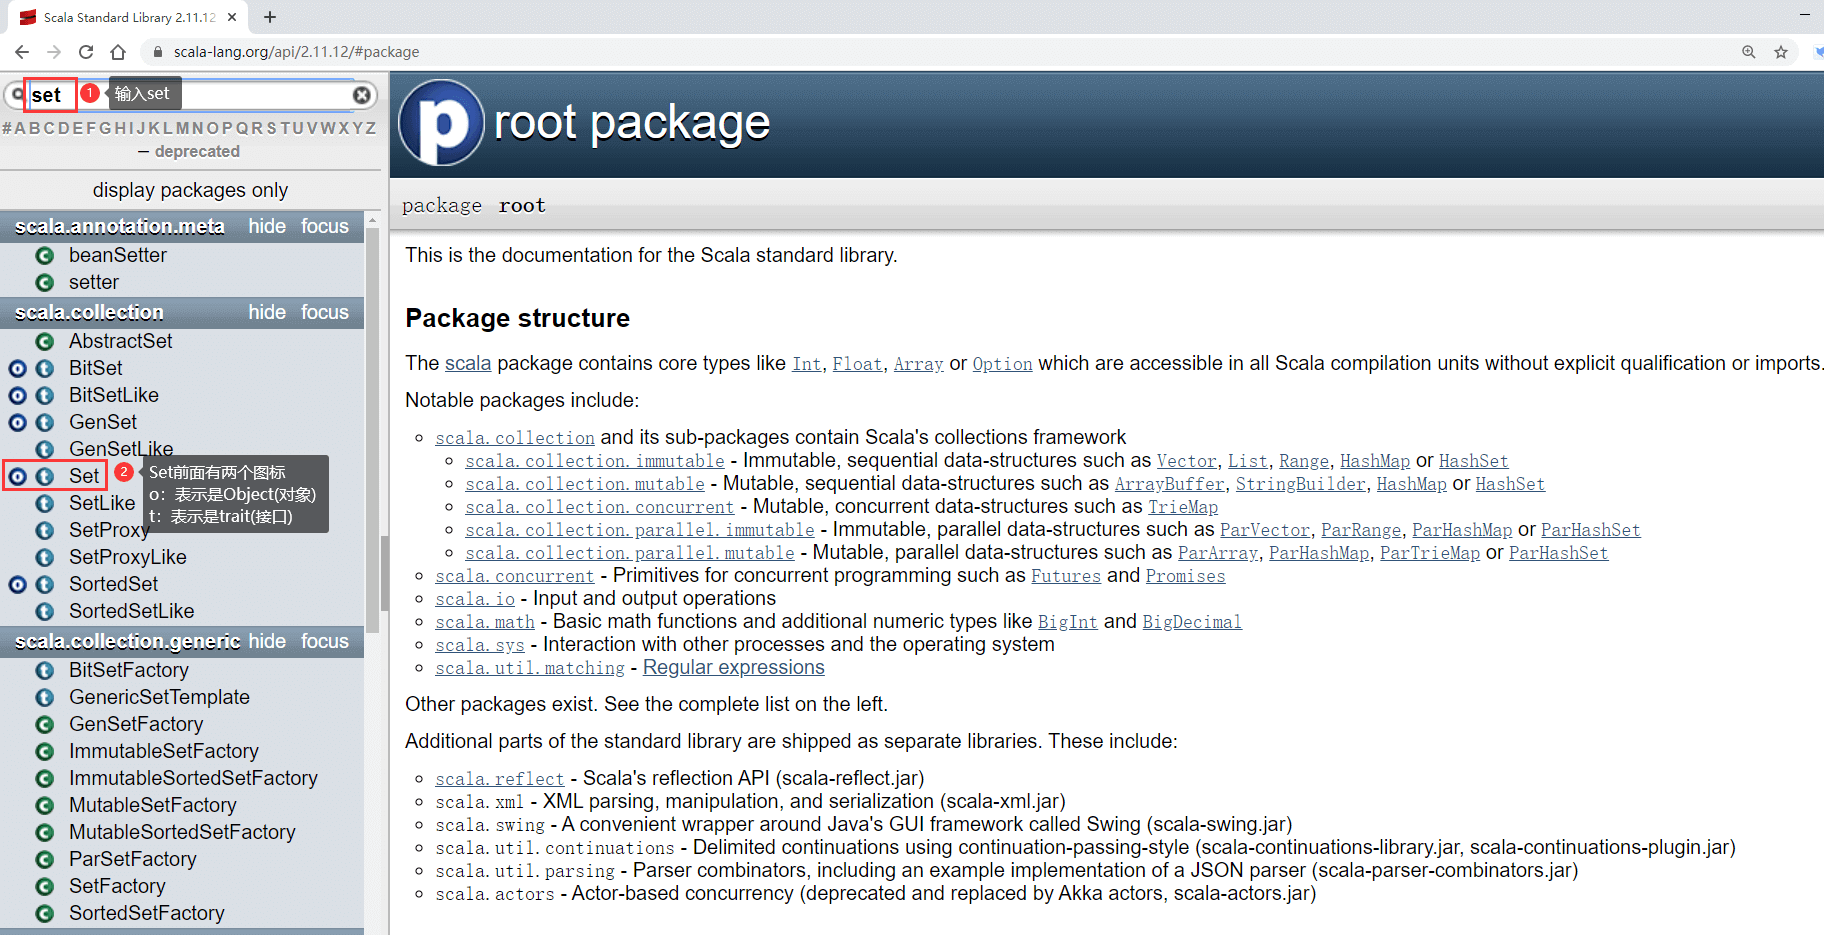 Scala Standard Library 2.11.12
scala-lang.org/api/2.11.12/#package
set
1
输入set
#ABCDEFGHIJKLMNOPQRSTUVWXYZ
– deprecated
display packages only
scala.annotation.meta hide focus
beanSetter
setter
scala.collection hide focus
AbstractSet
BitSet
BitSetLike
GenSet
GenSetLike
Set
2
Set前面有两个图标
o：表示是Object(对象)
t：表示是trait(接口)
SetLike
SetProxy
SetProxyLike
SortedSet
SortedSetLike
scala.collection.generic hide focus
BitSetFactory
GenericSetTemplate
GenSetFactory
ImmutableSetFactory
ImmutableSortedSetFactory
MutableSetFactory
MutableSortedSetFactory
ParSetFactory
SetFactory
SortedSetFactory
p root package
package root
This is the documentation for the Scala standard library.
Package structure
The scala package contains core types like Int, Float, Array or Option which are accessible in all Scala compilation units without explicit qualification or imports.
Notable packages include:
scala.collection and its sub-packages contain Scala's collections framework
scala.collection.immutable - Immutable, sequential data-structures such as Vector, List, Range, HashMap or HashSet
scala.collection.mutable - Mutable, sequential data-structures such as ArrayBuffer, StringBuilder, HashMap or HashSet
scala.collection.concurrent - Mutable, concurrent data-structures such as TrieMap
scala.collection.parallel.immutable - Immutable, parallel data-structures such as ParVector, ParRange, ParHashMap or ParHashSet
scala.collection.parallel.mutable - Mutable, parallel data-structures such as ParArray, ParHashMap, ParTrieMap or ParHashSet
scala.concurrent - Primitives for concurrent programming such as Futures and Promises
scala.io - Input and output operations
scala.math - Basic math functions and additional numeric types like BigInt and BigDecimal
scala.sys - Interaction with other processes and the operating system
scala.util.matching - Regular expressions
Other packages exist. See the complete list on the left.
Additional parts of the standard library are shipped as separate libraries. These include:
scala.reflect - Scala's reflection API (scala-reflect.jar)
scala.xml - XML parsing, manipulation, and serialization (scala-xml.jar)
scala.swing - A convenient wrapper around Java's GUI framework called Swing (scala-swing.jar)
scala.util.continuations - Delimited continuations using continuation-passing-style (scala-continuations-library.jar, scala-continuations-plugin.jar)
scala.util.parsing - Parser combinators, including an example implementation of a JSON parser (scala-parser-combinators.jar)
scala.actors - Actor-based concurrency (deprecated and replaced by Akka actors, scala-actors.jar)